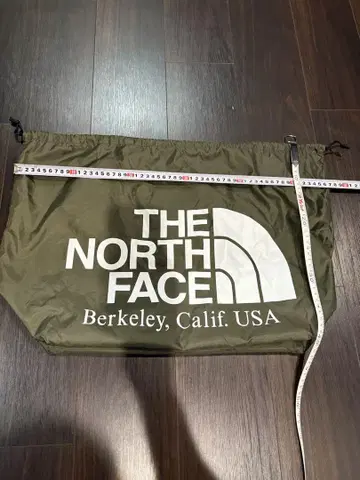 THE
NORTH
FACE
Berkeley, Calif. USA